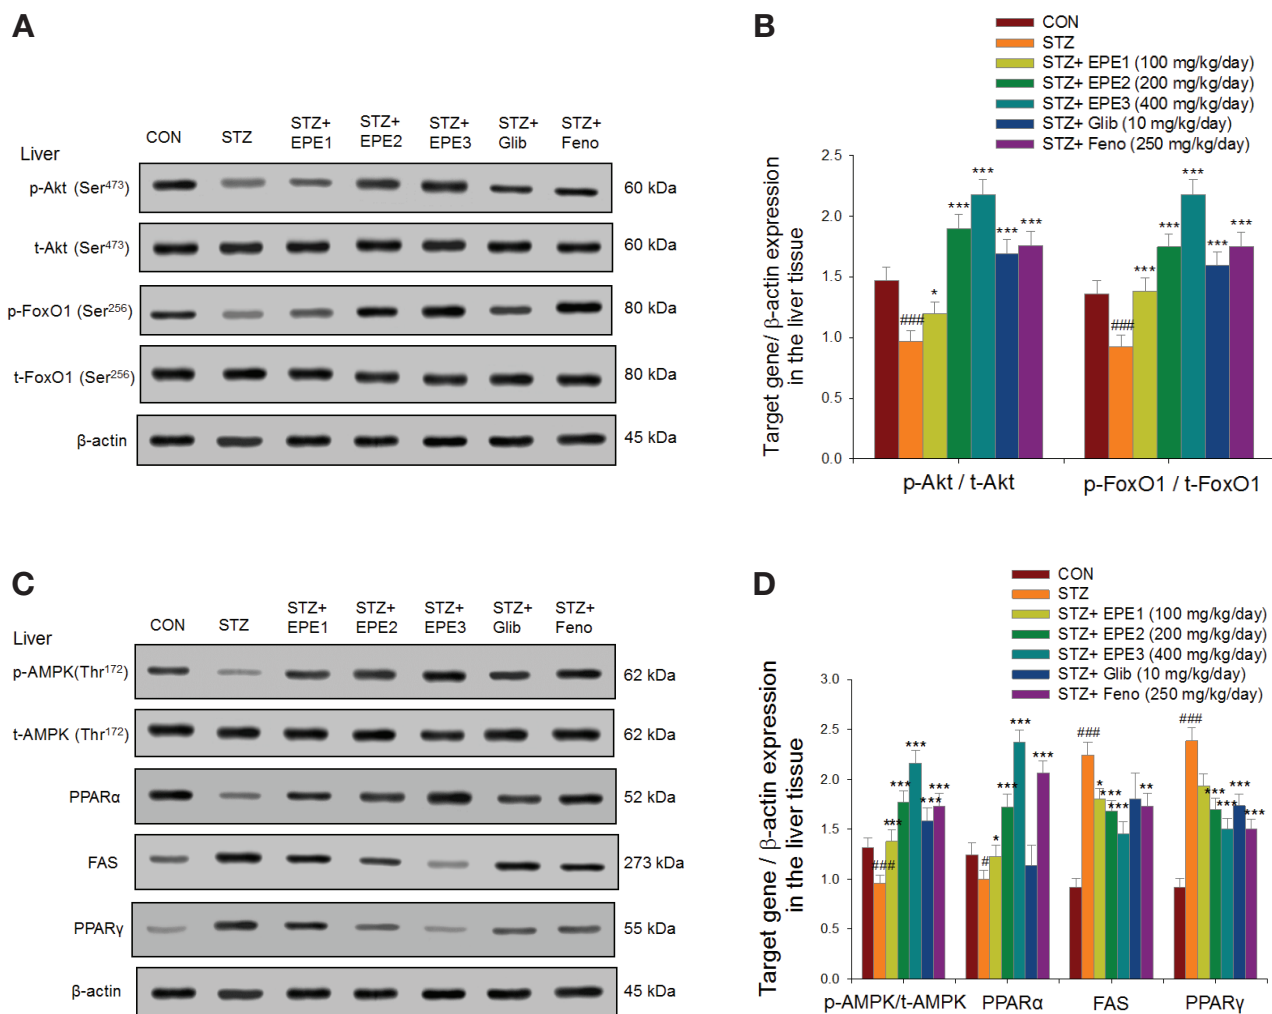 A
Liver
CON
STZ
STZ+
EPE1
STZ+
EPE2
STZ+
EPE3
STZ+
Glib
STZ+
Feno
p-Akt (Ser473)
60 kDa
t-Akt (Ser473)
60 kDa
p-FoxO1 (Ser256)
80 kDa
t-FoxO1 (Ser256)
80 kDa
β-actin
45 kDa
B
CON
STZ
STZ+ EPE1 (100 mg/kg/day)
STZ+ EPE2 (200 mg/kg/day)
STZ+ EPE3 (400 mg/kg/day)
STZ+ Glib (10 mg/kg/day)
STZ+ Feno (250 mg/kg/day)
Target gene/ β-actin expression
in the liver tissue
2.5
2.0
1.5
1.0
0.5
0.0
###
*
***
***
***
***
###
***
***
***
***
***
p-Akt / t-Akt
p-FoxO1 / t-FoxO1
C
Liver
CON
STZ
STZ+
EPE1
STZ+
EPE2
STZ+
EPE3
STZ+
Glib
STZ+
Feno
p-AMPK(Thr172)
62 kDa
t-AMPK (Thr172)
62 kDa
PPARα
52 kDa
FAS
273 kDa
PPARγ
55 kDa
β-actin
45 kDa
D
CON
STZ
STZ+ EPE1 (100 mg/kg/day)
STZ+ EPE2 (200 mg/kg/day)
STZ+ EPE3 (400 mg/kg/day)
STZ+ Glib (10 mg/kg/day)
STZ+ Feno (250 mg/kg/day)
Target gene / β-actin expression
in the liver tissue
3.0
2.5
2.0
1.5
1.0
0.5
0.0
###
***
***
***
***
***
#
*
***
***
***
###
*
***
***
**
###
***
***
***
***
p-AMPK/t-AMPK
PPARα
FAS
PPARγ